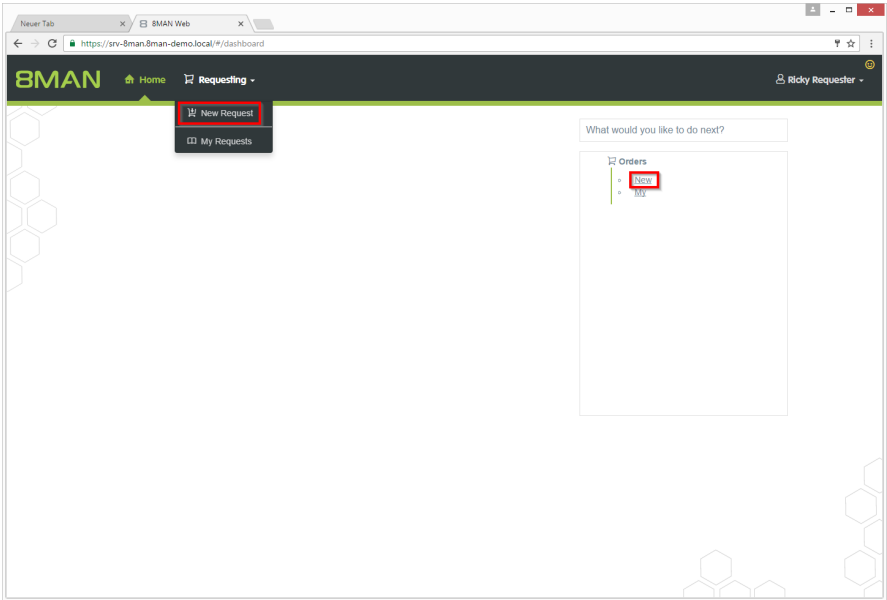 Neuer Tab
8MAN Web
https://srv-8man.8man-demo.local/#/dashboard
8MAN
Home
Requesting
Ricky Requester
New Request
My Requests
What would you like to do next?
Orders
New
My